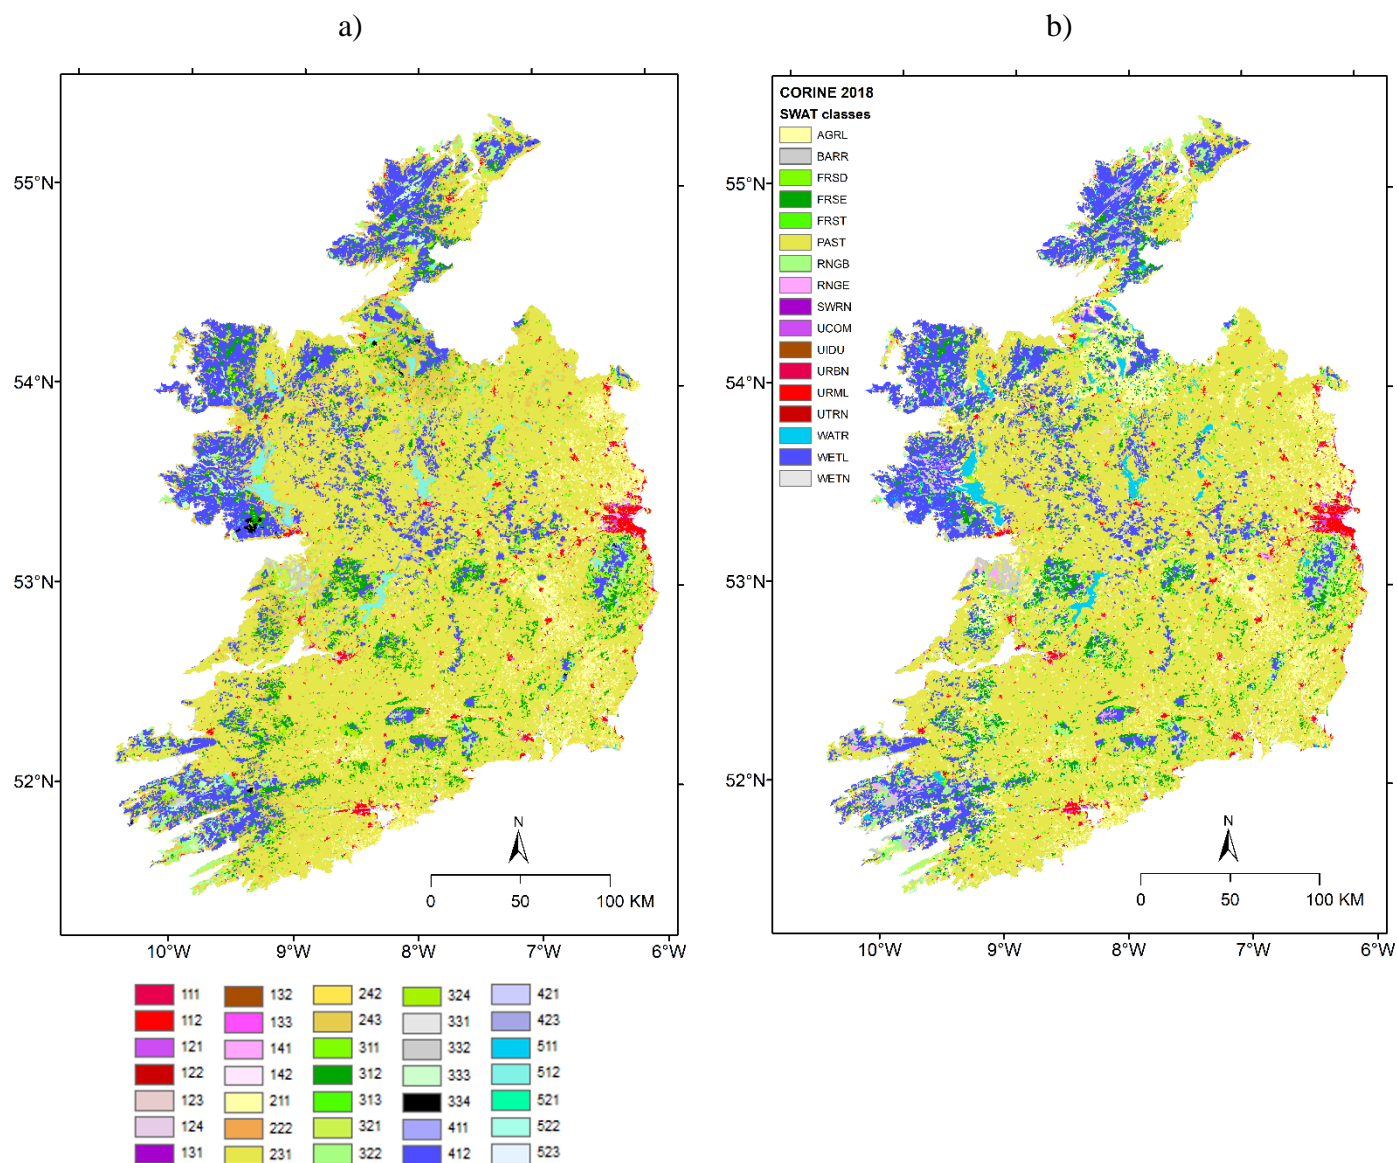 a)
b)
55°N
54°N
53°N
52°N
10°W
9°W
8°W
7°W
6°W
N
0
50
100 KM
CORINE 2018
SWAT classes
AGRL
BARR
FRSD
FRSE
FRST
PAST
RNGB
RNGE
SWRN
UCOM
UIDU
URBN
URML
UTRN
WATR
WETL
WETN
55°N
54°N
53°N
52°N
10°W
9°W
8°W
7°W
6°W
N
0
50
100 KM
111 132 242 324 421
112 133 243 331 423
121 141 311 332 511
122 142 312 333 512
123 211 313 334 521
124 222 321 411 522
131 231 322 412 523